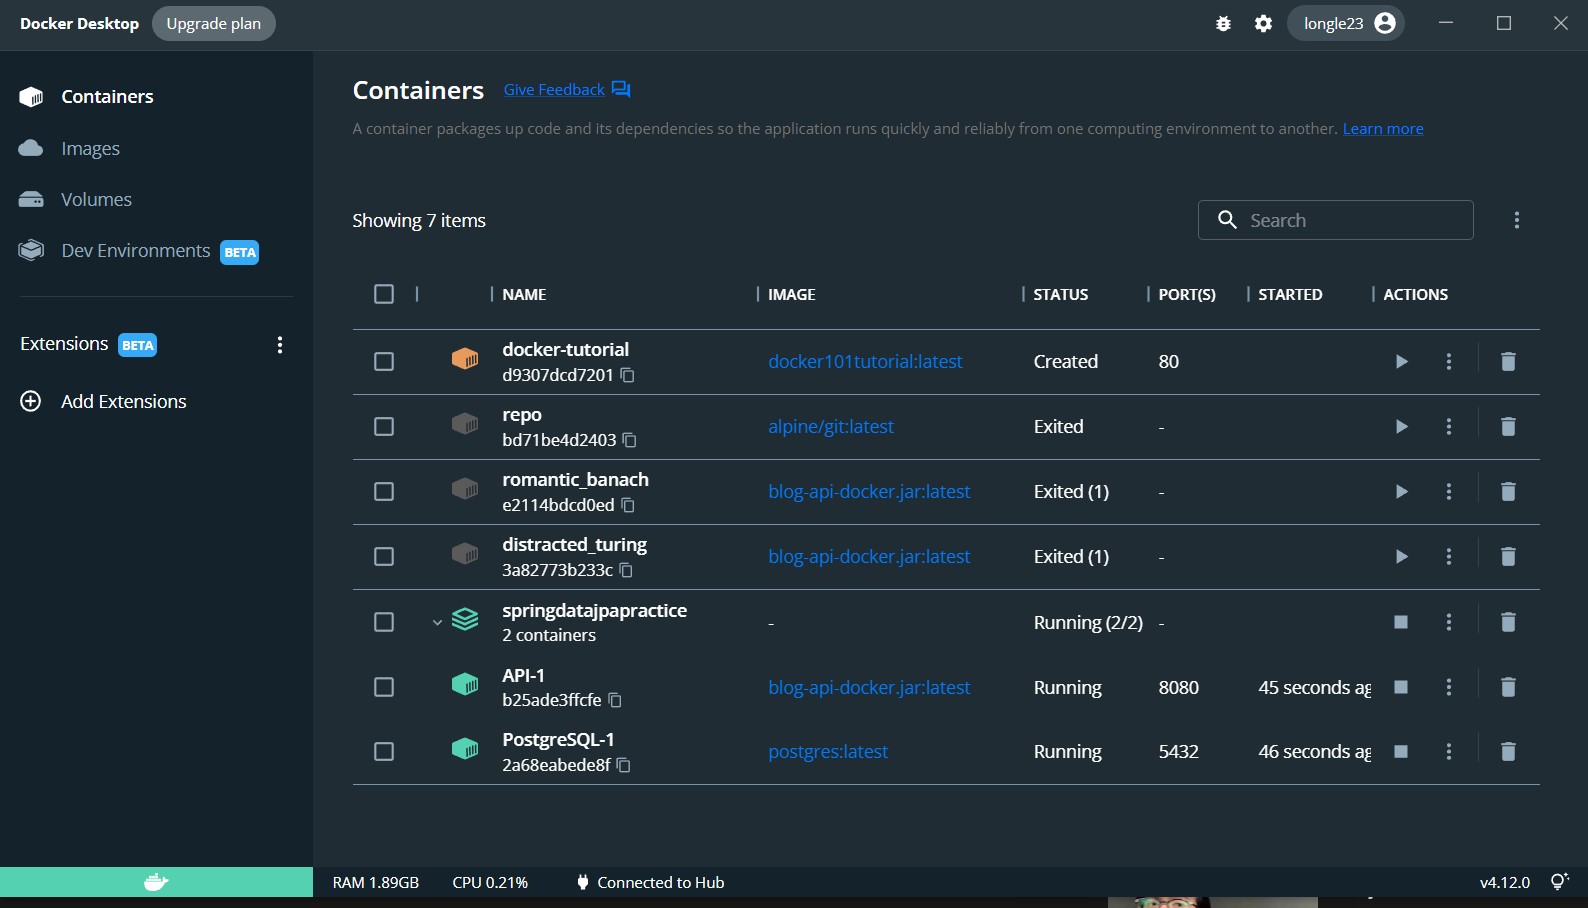 Docker Desktop Upgrade plan longle23
Containers
Images
Volumes
Dev Environments BETA
Extensions BETA
Add Extensions
Containers Give Feedback
A container packages up code and its dependencies so the application runs quickly and reliably from one computing environment to another. Learn more
Showing 7 items Search
NAME IMAGE STATUS PORT(S) STARTED ACTIONS
docker-tutorial
d9307dcd7201 docker101tutorial:latest Created 80
repo
bd71be4d2403 alpine/git:latest Exited -
romantic_banach
e2114bdcd0ed blog-api-docker.jar:latest Exited (1) -
distracted_turing
3a82773b233c blog-api-docker.jar:latest Exited (1) -
springdatajpapractice
2 containers - Running (2/2) -
API-1
b25ade3ffcfe blog-api-docker.jar:latest Running 8080 45 seconds ag
PostgreSQL-1
2a68eabede8f postgres:latest Running 5432 46 seconds ag
RAM 1.89GB CPU 0.21% Connected to Hub v4.12.0